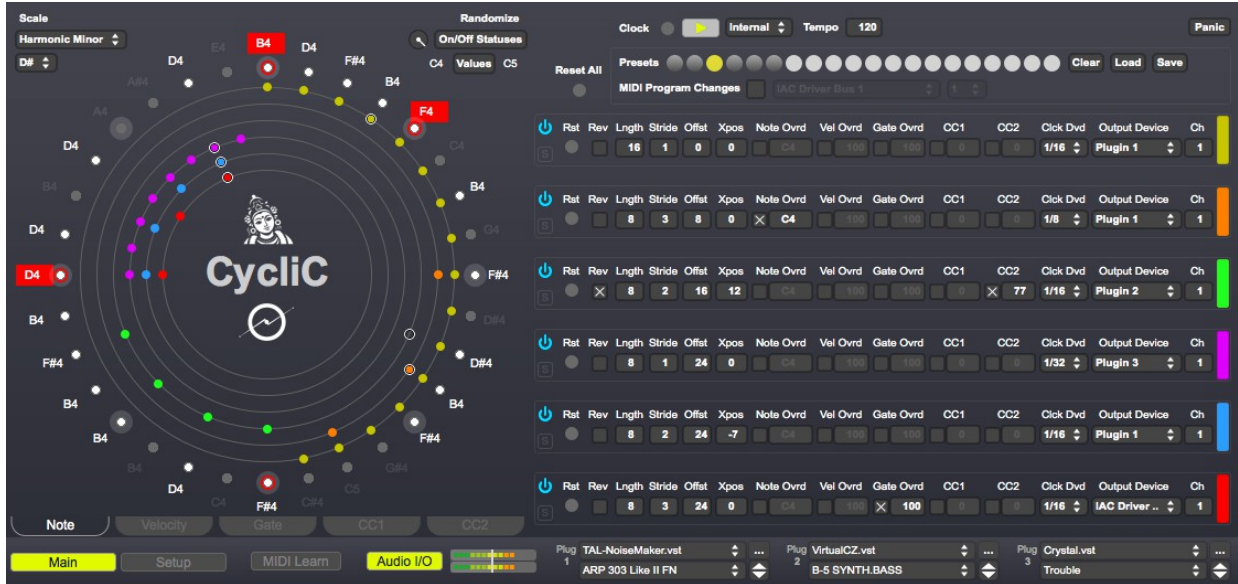 Scale
Harmonic Minor
D#
Randomize
On/Off Statuses
C4 Values C5
E4
B4
D4
F#4
B4
F4
C4
B4
G4
F#4
D#4
D#4
B4
F#4
G#4
C5
C#4
F#4
C4
D4
B4
B4
B4
F#4
B4
D4
D4
B4
D4
A4
A#4
D4
CycliC
Note Velocity Gate CC1 CC2
Main Setup MIDI Learn Audio I/O
Clock Internal Tempo 120 Panic
Reset All
Presets Clear Load Save
MIDI Program Changes IAC Driver Bus 1 1
Rst Rev Lngth Stride Offst Xpos Note Ovrd Vel Ovrd Gate Ovrd CC1 CC2 Clck Dvd Output Device Ch
S 16 1 0 0 C4 100 100 0 0 1/16 Plugin 1 1
Rst Rev Lngth Stride Offst Xpos Note Ovrd Vel Ovrd Gate Ovrd CC1 CC2 Clck Dvd Output Device Ch
S 8 3 8 0 C4 100 100 0 0 1/8 Plugin 1 1
Rst Rev Lngth Stride Offst Xpos Note Ovrd Vel Ovrd Gate Ovrd CC1 CC2 Clck Dvd Output Device Ch
S 8 2 16 12 C4 100 100 0 77 1/16 Plugin 2 1
Rst Rev Lngth Stride Offst Xpos Note Ovrd Vel Ovrd Gate Ovrd CC1 CC2 Clck Dvd Output Device Ch
S 8 1 24 0 C4 100 100 0 0 1/32 Plugin 3 1
Rst Rev Lngth Stride Offst Xpos Note Ovrd Vel Ovrd Gate Ovrd CC1 CC2 Clck Dvd Output Device Ch
S 8 2 24 -7 C4 100 100 0 0 1/16 Plugin 1 1
Rst Rev Lngth Stride Offst Xpos Note Ovrd Vel Ovrd Gate Ovrd CC1 CC2 Clck Dvd Output Device Ch
S 8 3 24 0 C4 100 100 0 0 1/16 IAC Driver .. 1
Plug 1 TAL-NoiseMaker.vst ...
ARP 303 Like II FN
Plug 2 VirtualCZ.vst ...
B-5 SYNTH.BASS
Plug 3 Crystal.vst ...
Trouble